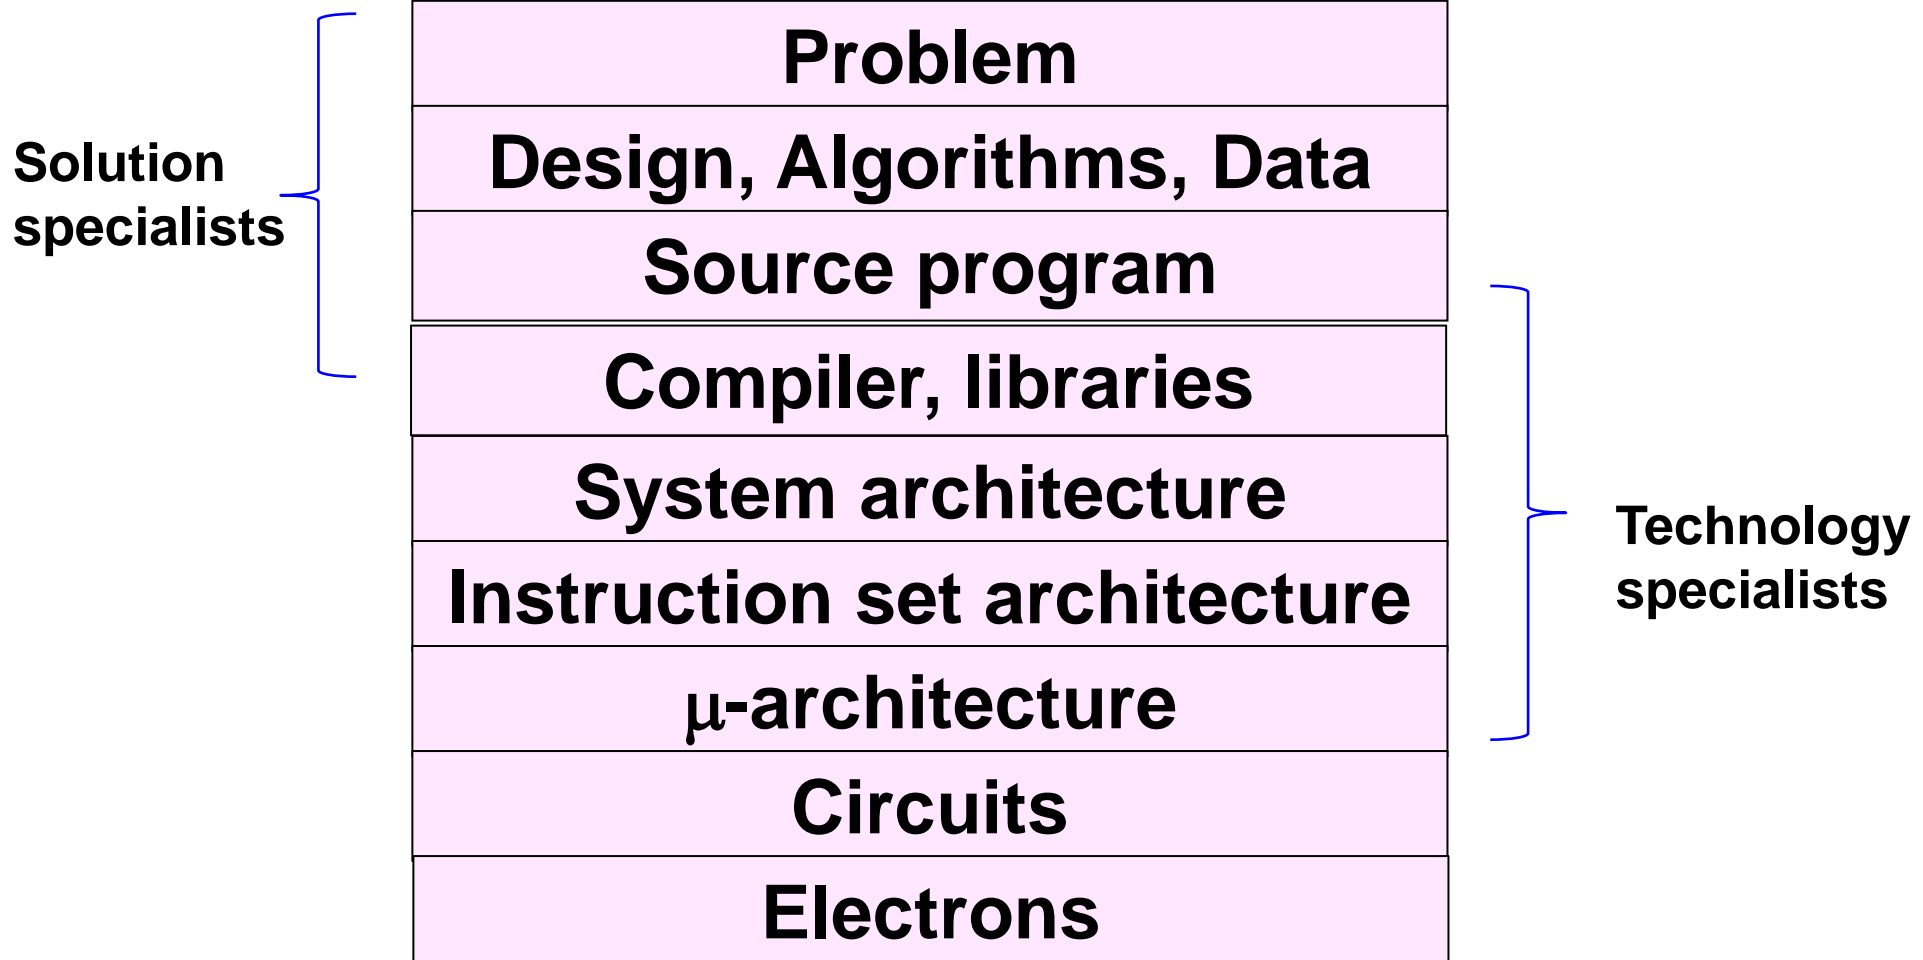 Problem
Design, Algorithms, Data
Source program
Compiler, libraries
System architecture
Instruction set architecture
μ-architecture
Circuits
Electrons
Solution
specialists
Technology
specialists